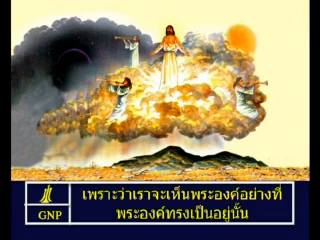 เพราะว่าเราจะเห็นพระองค์อย่างที่
พระองค์ทรงเป็นอยู่นั้น
GNP